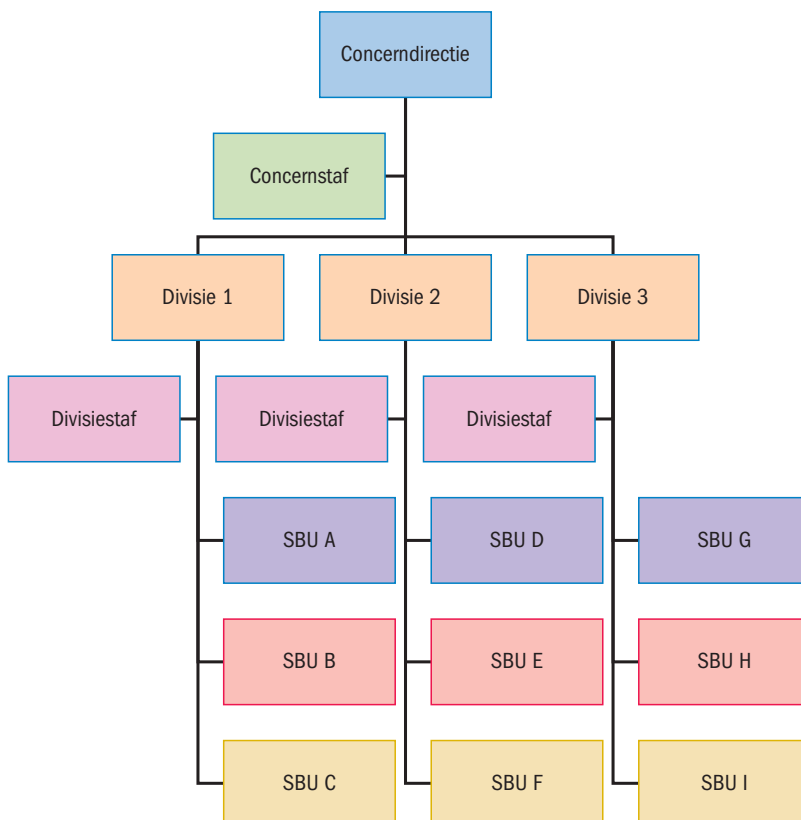 Concerndirectie
Concernstaf
Divisie 1
Divisie 2
Divisie 3
Divisiestaf
Divisiestaf
Divisiestaf
SBU A
SBU D
SBU G
SBU B
SBU E
SBU H
SBU C
SBU F
SBU I